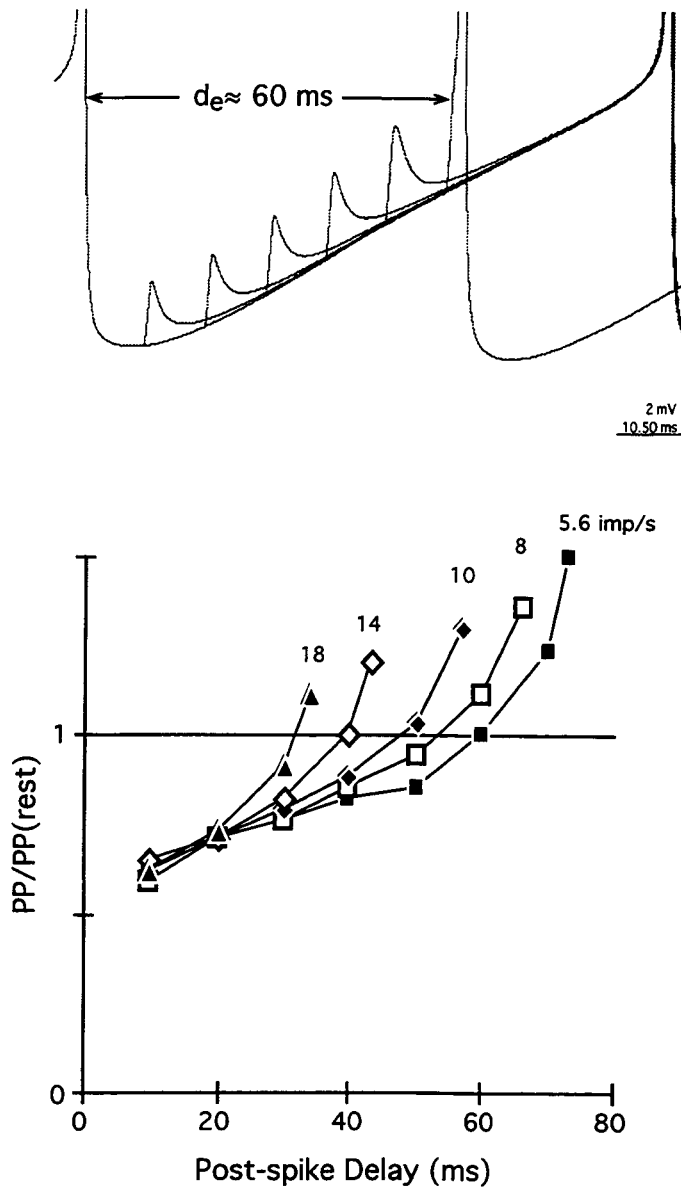 de≈ 60 ms
2 mV
10.50 ms
5.6 imp/s
8
10
14
18
1
PP/PP(rest)
0
0 20 40 60 80
Post-spike Delay (ms)